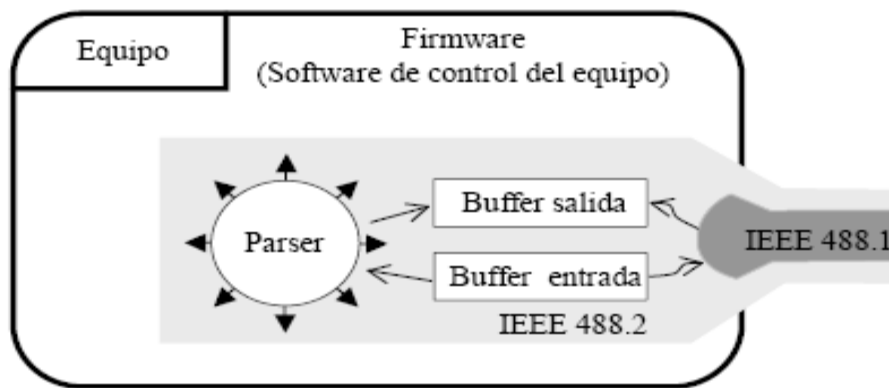 Equipo
Firmware
(Software de control del equipo)
Parser
Buffer salida
Buffer entrada
IEEE 488.1
IEEE 488.2